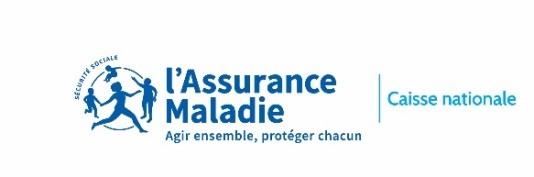 SÉCURITÉ SOCIALE
l'Assurance
Maladie
Agir ensemble, protéger chacun
Caisse nationale